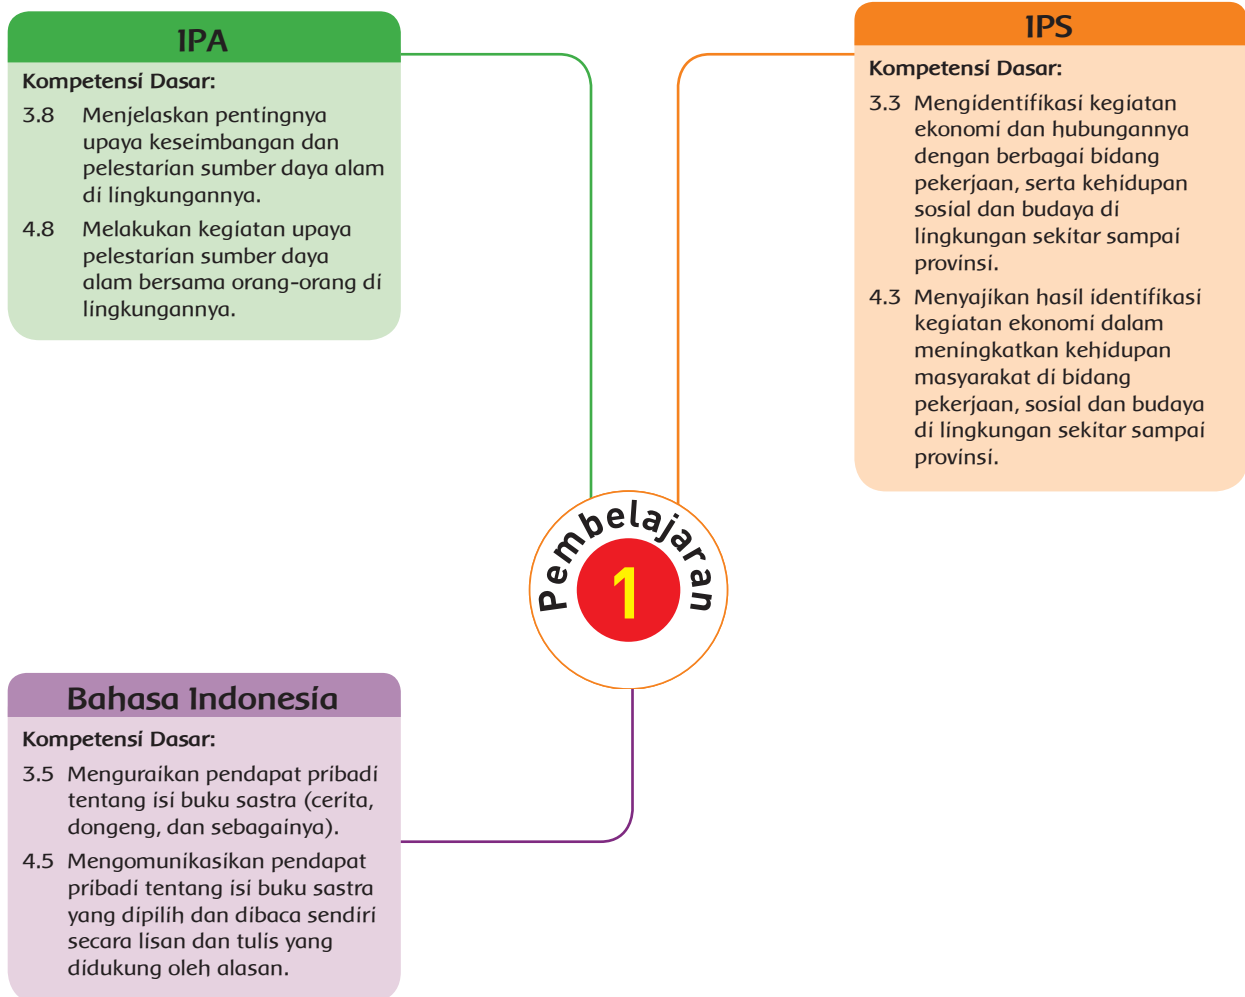 IPA
Kompetensi Dasar:
3.8 Menjelaskan pentingnya
upaya keseimbangan dan
pelestarian sumber daya alam
di lingkungannya.
4.8 Melakukan kegiatan upaya
pelestarian sumber daya
alam bersama orang-orang di
lingkungannya.
IPS
Kompetensi Dasar:
3.3 Mengidentifikasi kegiatan
ekonomi dan hubungannya
dengan berbagai bidang
pekerjaan, serta kehidupan
sosial dan budaya di
lingkungan sekitar sampai
provinsi.
4.3 Menyajikan hasil identifikasi
kegiatan ekonomi dalam
meningkatkan kehidupan
masyarakat di bidang
pekerjaan, sosial dan budaya
di lingkungan sekitar sampai
provinsi.
Pembelajaran
1
Bahasa Indonesia
Kompetensi Dasar:
3.5 Menguraikan pendapat pribadi
tentang isi buku sastra (cerita,
dongeng, dan sebagainya).
4.5 Mengomunikasikan pendapat
pribadi tentang isi buku sastra
yang dipilih dan dibaca sendiri
secara lisan dan tulis yang
didukung oleh alasan.